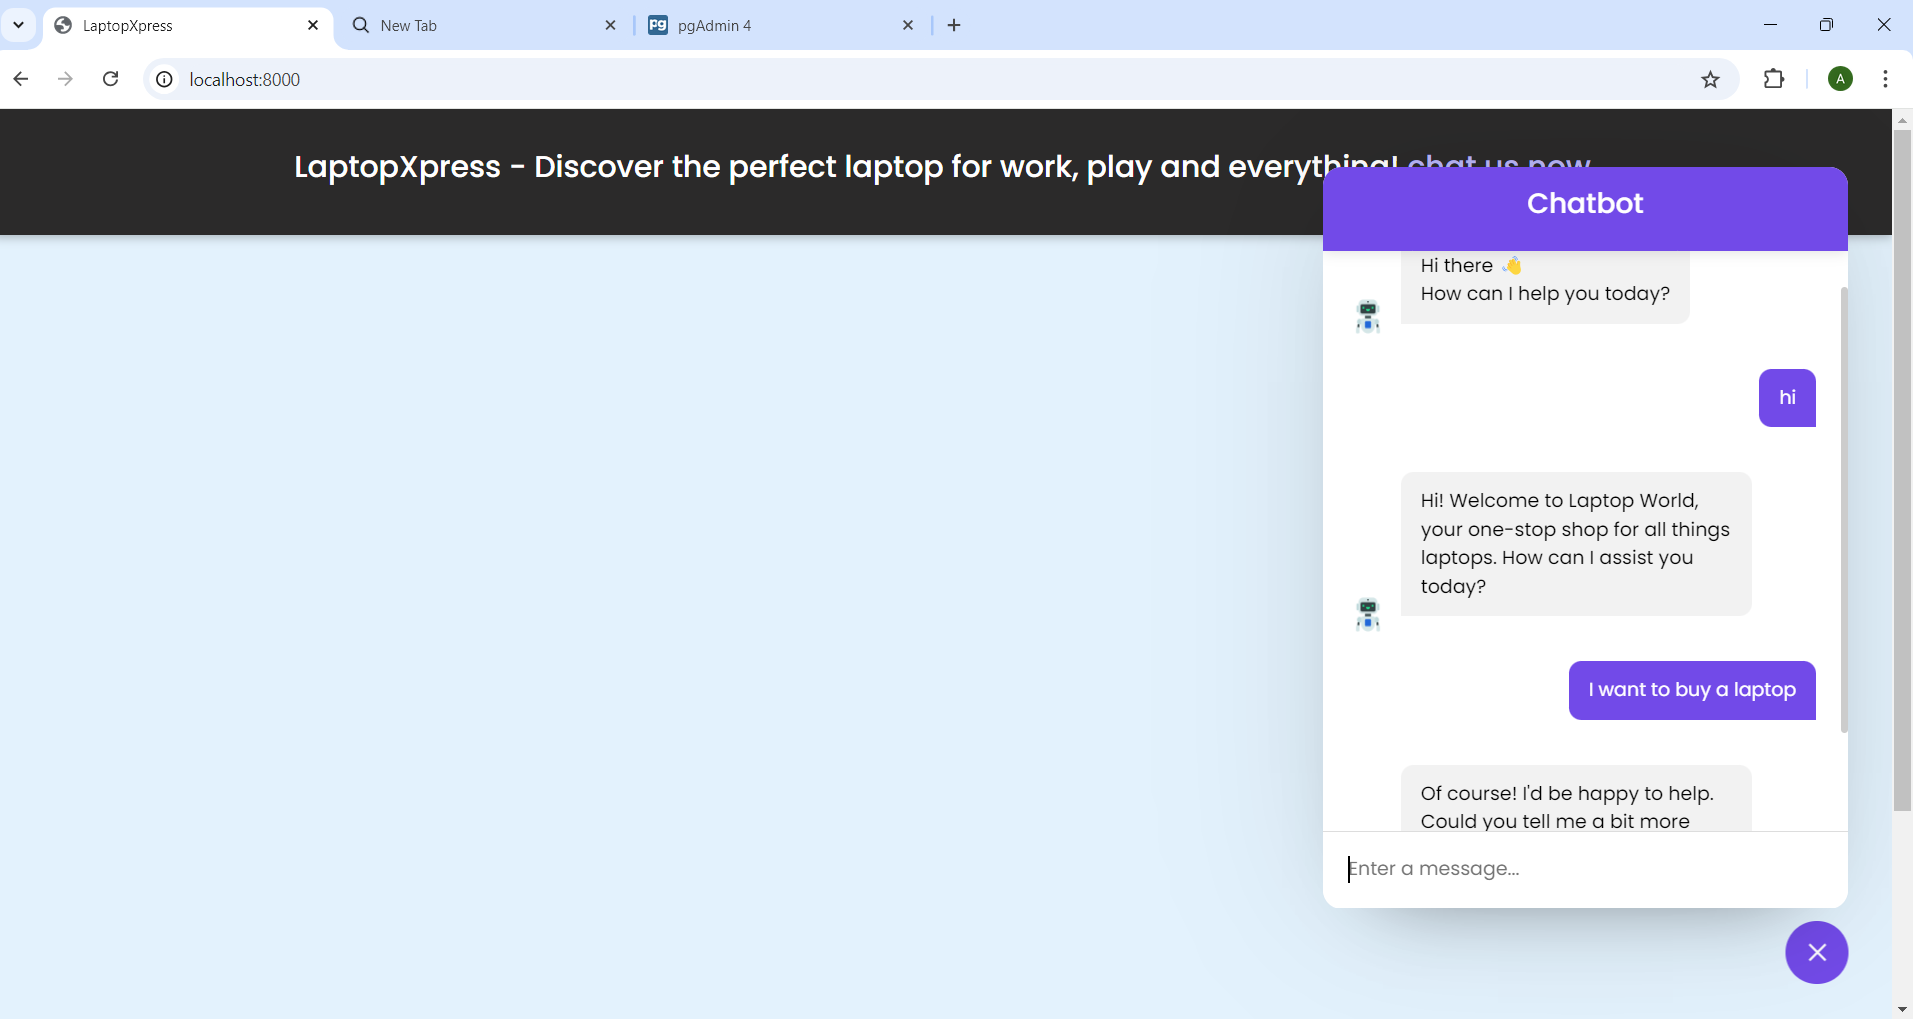 LaptopXpress
New Tab
pgAdmin 4
localhost:8000
A
LaptopXpress - Discover the perfect laptop for work, play and everything! chat us now
Chatbot
Hi there 👋
How can I help you today?
hi
Hi! Welcome to Laptop World,
your one-stop shop for all things
laptops. How can I assist you
today?
I want to buy a laptop
Of course! I'd be happy to help.
Could you tell me a bit more
Enter a message...